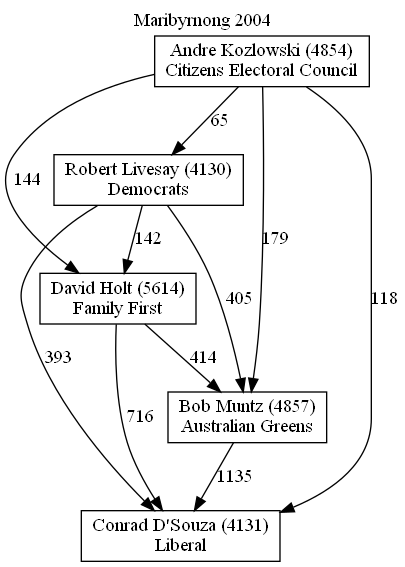 Maribyrnong 2004
Andre Kozlowski (4854)
Citizens Electoral Council
65
Robert Livesay (4130)
Democrats
144
142
179
David Holt (5614)
Family First
405
118
393
414
Bob Muntz (4857)
Australian Greens
716
1135
Conrad D'Souza (4131)
Liberal